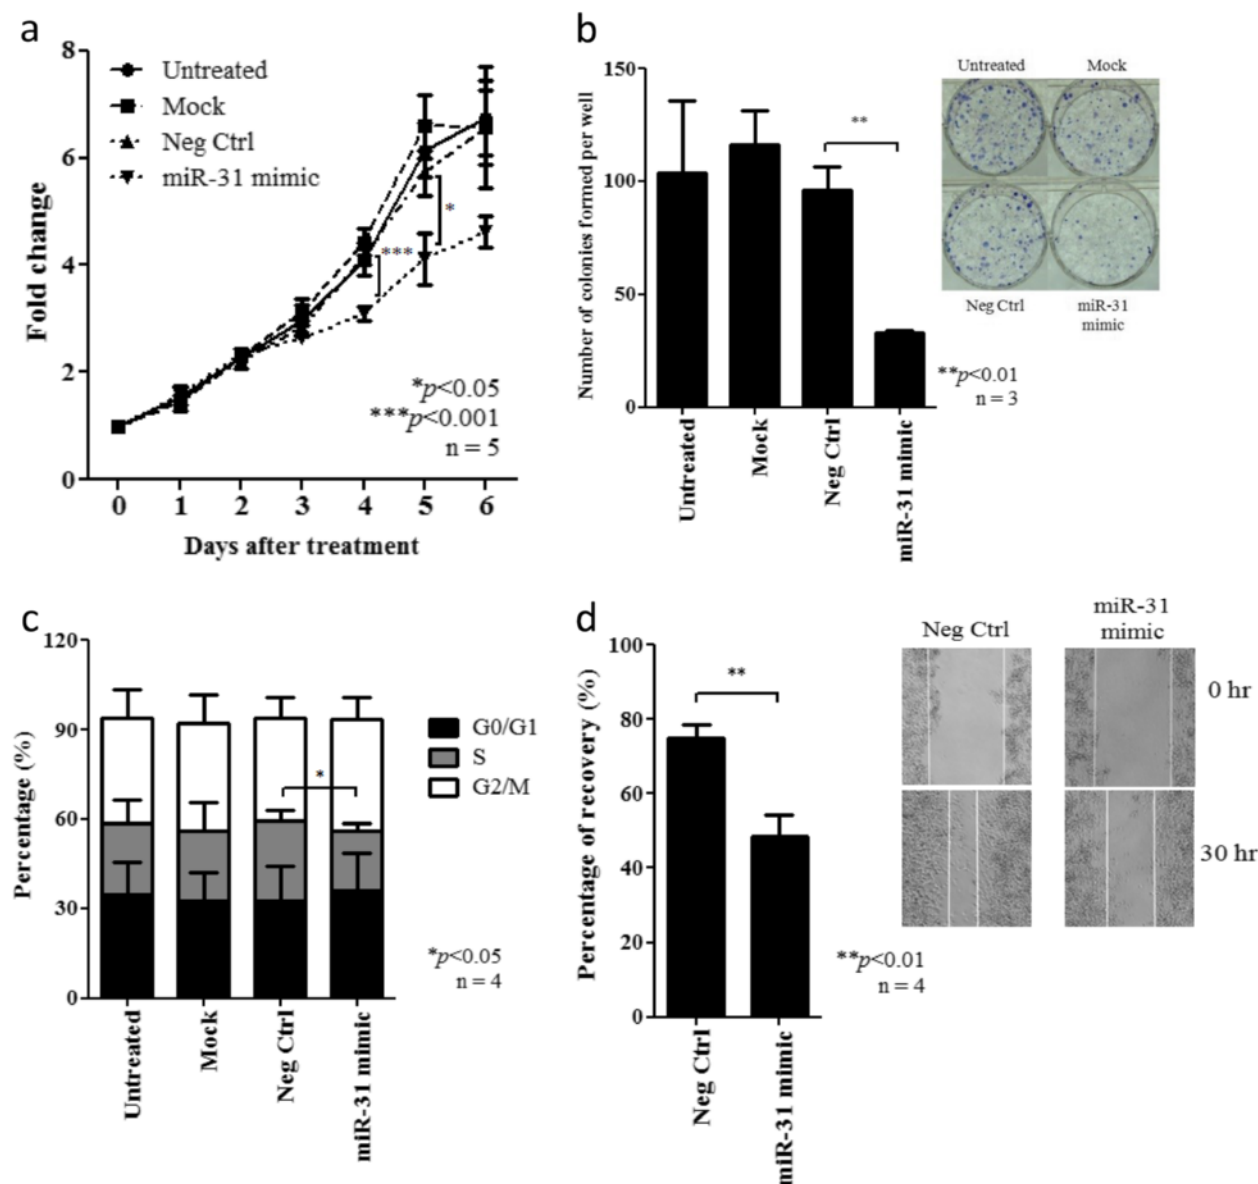 a
8
6
4
2
0
Fold change
Untreated
Mock
Neg Ctrl
miR-31 mimic
***
*
*p<0.05
***p<0.001
n = 5
0 1 2 3 4 5 6
Days after treatment
b
150
100
50
0
Number of colonies formed per well
**
Untreated
Mock
Neg Ctrl
miR-31 mimic
Untreated Mock
Neg Ctrl miR-31
mimic
**p<0.01
n = 3
c
120
90
60
30
0
Percentage (%)
*
G0/G1
S
G2/M
*p<0.05
n = 4
Untreated
Mock
Neg Ctrl
miR-31 mimic
d
100
80
60
40
20
0
Percentage of recovery (%)
**
Neg Ctrl
miR-31 mimic
**p<0.01
n = 4
Neg Ctrl
miR-31
mimic
0 hr
30 hr